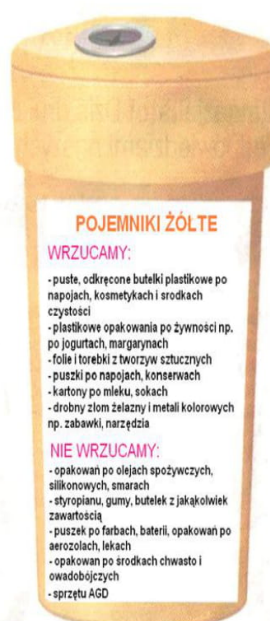 POJEMNIKI ŻÓŁTE
WRZUCAMY:
- puste, odkręcone butelki plastikowe po
napojach, kosmetykach i srodkach
czystości
- plastikowe opakowania po żywności np.
po jogurtach, margarynach
- folie i torebki z tworzyw sztucznych
- puszki po napojach, konserwach
- kartony po mleku, sokach
- drobny złom żelazny i metali kolorowych
np. zabawki, narzędzia
NIE WRZUCAMY:
- opakowań po olejach spożywczych,
silikonowych, smarach
- styropianu, gumy, butelek z jakąkolwiek
zawartością
- puszek po farbach, baterii, opakowań po
aerozolach, lekach
- opakowan po środkach chwasto i
owadobójczych
- sprzętu AGD